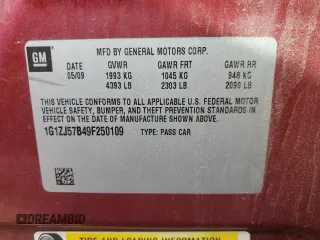 GM
MFD BY GENERAL MOTORS CORP.
DATE GVWR GAWR FRT GAWR RR
05/09 1993 KG 1045 KG 948 KG
4393 LB 2303 LB 2090 LB
THIS VEHICLE CONFORMS TO ALL APPLICABLE U.S. FEDERAL MOTOR VEHICLE SAFETY, BUMPER, AND THEFT PREVENTION STANDARDS IN EFFECT ON THE DATE OF MANUFACTURE SHOWN ABOVE.
1G1ZJ57B49F250109 TYPE: PASS CAR
AUTOBIDMASTER
TIRE AND LOADING INFORMATION